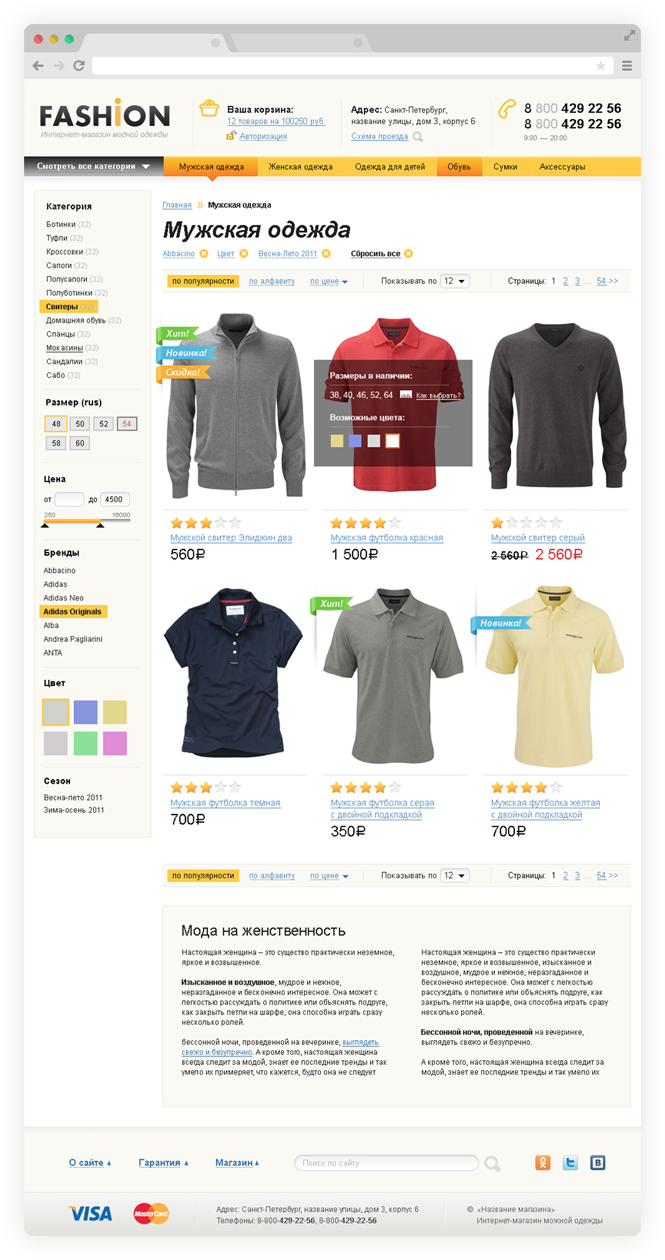 FASHION
Интернет-магазин модной одежды
Ваша корзина:
12 товаров на 100250 руб.
Авторизация
Адрес: Санкт-Петербург,
название улицы, дом 3, корпус 6
Схема проезда
8 800 429 22 56
8 800 429 22 56
9:00 — 20:00
Смотреть все категории
Мужская одежда
Женская одежда
Одежда для детей
Обувь
Сумки
Аксессуары
Категория
Ботинки (32)
Туфли (32)
Кроссовки (32)
Сапоги (32)
Полусапоги (32)
Полуботинки (32)
Свитеры (32)
Домашняя обувь (32)
Сланцы (32)
Мокасины (32)
Сандалии (32)
Сабо (32)
Размер (rus)
48 50 52 54
58 60
Цена
от до 4500
250 16000
Бренды
Abbacino
Adidas
Adidas Neo
Adidas Originals
Alba
Andrea Pagliarini
ANTA
Цвет
Сезон
Весна-лето 2011
Зима-осень 2011
Главная » Мужская одежда
Мужская одежда
Abbacino Цвет Весна-Лето 2011 Сбросить все
по популярности по алфавиту по цене Показывать по 12 Страницы: 1 2 3 ... 54 >>
Хит!
Новинка!
Скидка!
Размеры в наличии:
38, 40, 46, 52, 64 Как выбрать?
Возможные цвета:
Мужской свитер Элиджин два
560₽
Мужская футболка красная
1 500₽
Мужской свитер серый
2 560₽ 2 560₽
Хит!
Новинка!
Мужская футболка темная
700₽
Мужская футболка серая
с двойной подкладкой
350₽
Мужская футболка желтая
с двойной подкладкой
700₽
по популярности по алфавиту по цене Показывать по 12 Страницы: 1 2 3 ... 54 >>
Мода на женственность
Настоящая женщина – это существо практически неземное,
яркое и возвышенное.
Изысканное и воздушное, мудрое и нежное,
неразгаданное и бесконечно интересное. Она может с
легкостью рассуждать о политике или объяснять подруге,
как закрыть петли на шарфе, она способна играть сразу
несколько ролей.
бессонной ночи, проведенной на вечеринке, выглядеть
свежо и безупречно. А кроме того, настоящая женщина
всегда следит за модой, знает ее последние тренды и так
умело их примеряет, что кажется, будто она не следует
Настоящая женщина – это существо практически
неземное, яркое и возвышенное, изысканное и
воздушное, мудрое и нежное, неразгаданное и
бесконечно интересное. Она может с легкостью
рассуждать о политике или объяснять подруге, как
закрыть петли на шарфе, она способна играть сразу
несколько ролей.
Бессонной ночи, проведенной на вечеринке,
выглядеть свежо и безупречно.
А кроме того, настоящая женщина всегда следит за
модой, знает ее последние тренды и так умело их
О сайте
Гарантия
Магазин
Поиск по сайту
VISA
MasterCard
Адрес: Санкт-Петербург, название улицы, дом 3, корпус 6
Телефоны: 8-800-429-22-56, 8-800-429-22-56
© «Название магазина»
Интернет-магазин можной одежды